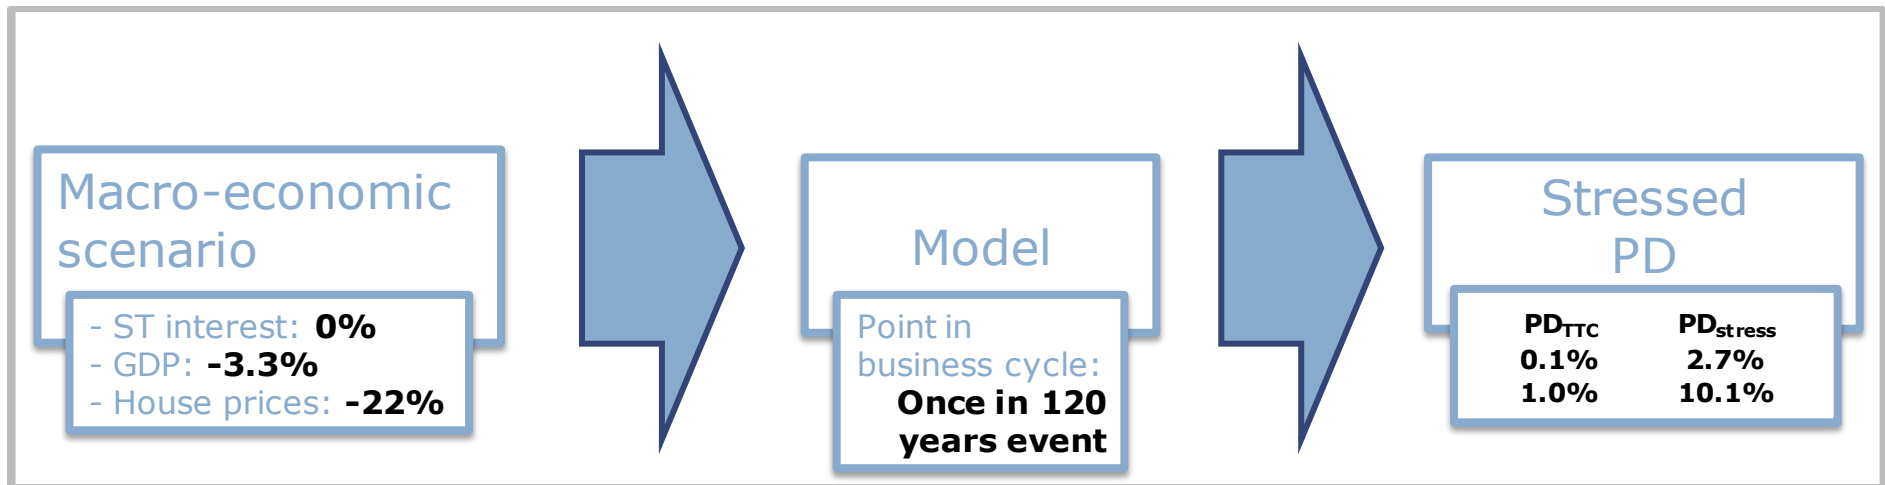 Macro-economic
scenario
- ST interest: 0%
- GDP: -3.3%
- House prices: -22%
Model
Point in
business cycle:
Once in 120
years event
Stressed
PD
PDTTC PDstress
0.1% 2.7%
1.0% 10.1%